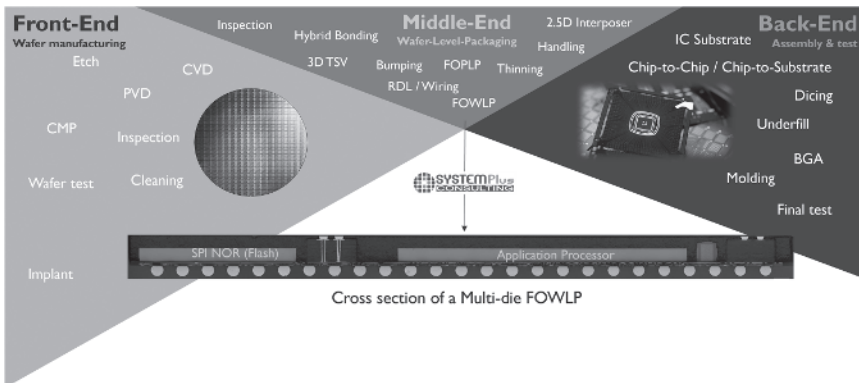 Front-End
Wafer manufacturing
Etch
CVD
PVD
CMP
Inspection
Wafer test
Cleaning
Implant
Middle-End
Wafer-Level-Packaging
Inspection
Hybrid Bonding
2.5D Interposer
Handling
3D TSV
Bumping
FOPLP
Thinning
RDL / Wiring
FOWLP
Back-End
Assembly & test
IC Substrate
Chip-to-Chip / Chip-to-Substrate
Dicing
Underfill
BGA
Molding
Final test
SYSTEMPlus
CONSULTING
SPI NOR (Flash)
Application Processor
Cross section of a Multi-die FOWLP